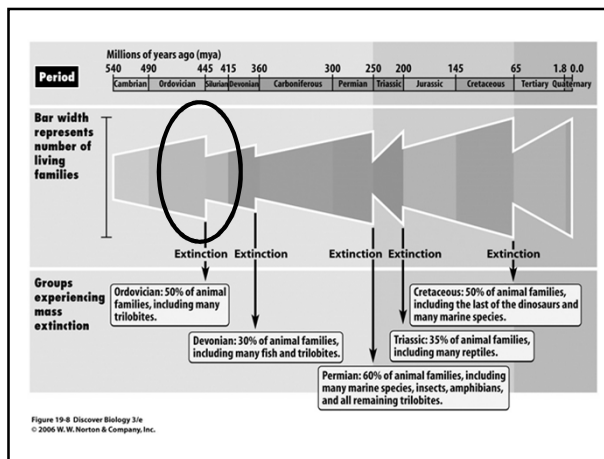 Millions of years ago (mya)
540 490 445 415 360 300 250 200 145 65 1.8 0.0
Period
Cambrian Ordovician Silurian Devonian Carboniferous Permian Triassic Jurassic Cretaceous Tertiary Quaternary
Bar width
represents
number of
living
families
Extinction Extinction Extinction Extinction Extinction
Groups
experiencing
mass
extinction
Ordovician: 50% of animal
families, including many
trilobites.
Cretaceous: 50% of animal families,
including the last of the dinosaurs and
many marine species.
Devonian: 30% of animal families,
including many fish and trilobites.
Triassic: 35% of animal families,
including many reptiles.
Permian: 60% of animal families, including
many marine species, insects, amphibians,
and all remaining trilobites.
Figure 19-8 Discover Biology 3/e
© 2006 W. W. Norton & Company, Inc.